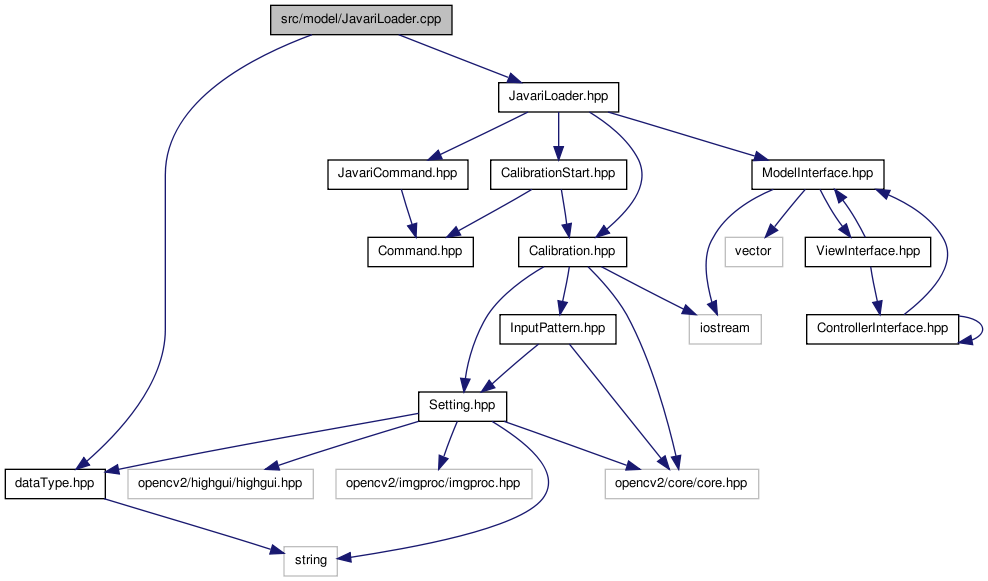 src/model/JavariLoader.cpp
JavariLoader.hpp
JavariCommand.hpp
CalibrationStart.hpp
ModelInterface.hpp
Command.hpp
Calibration.hpp
vector
ViewInterface.hpp
InputPattern.hpp
iostream
ControllerInterface.hpp
Setting.hpp
dataType.hpp
opencv2/highgui/highgui.hpp
opencv2/imgproc/imgproc.hpp
opencv2/core/core.hpp
string